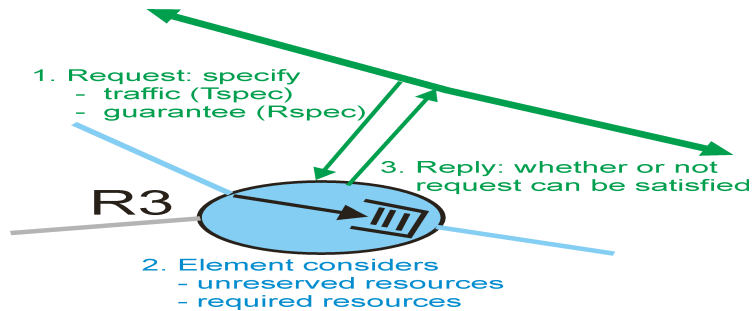 1. Request: specify
- traffic (Tspec)
- guarantee (Rspec)
3. Reply: whether or not
request can be satisfied
R3
2. Element considers
- unreserved resources
- required resources